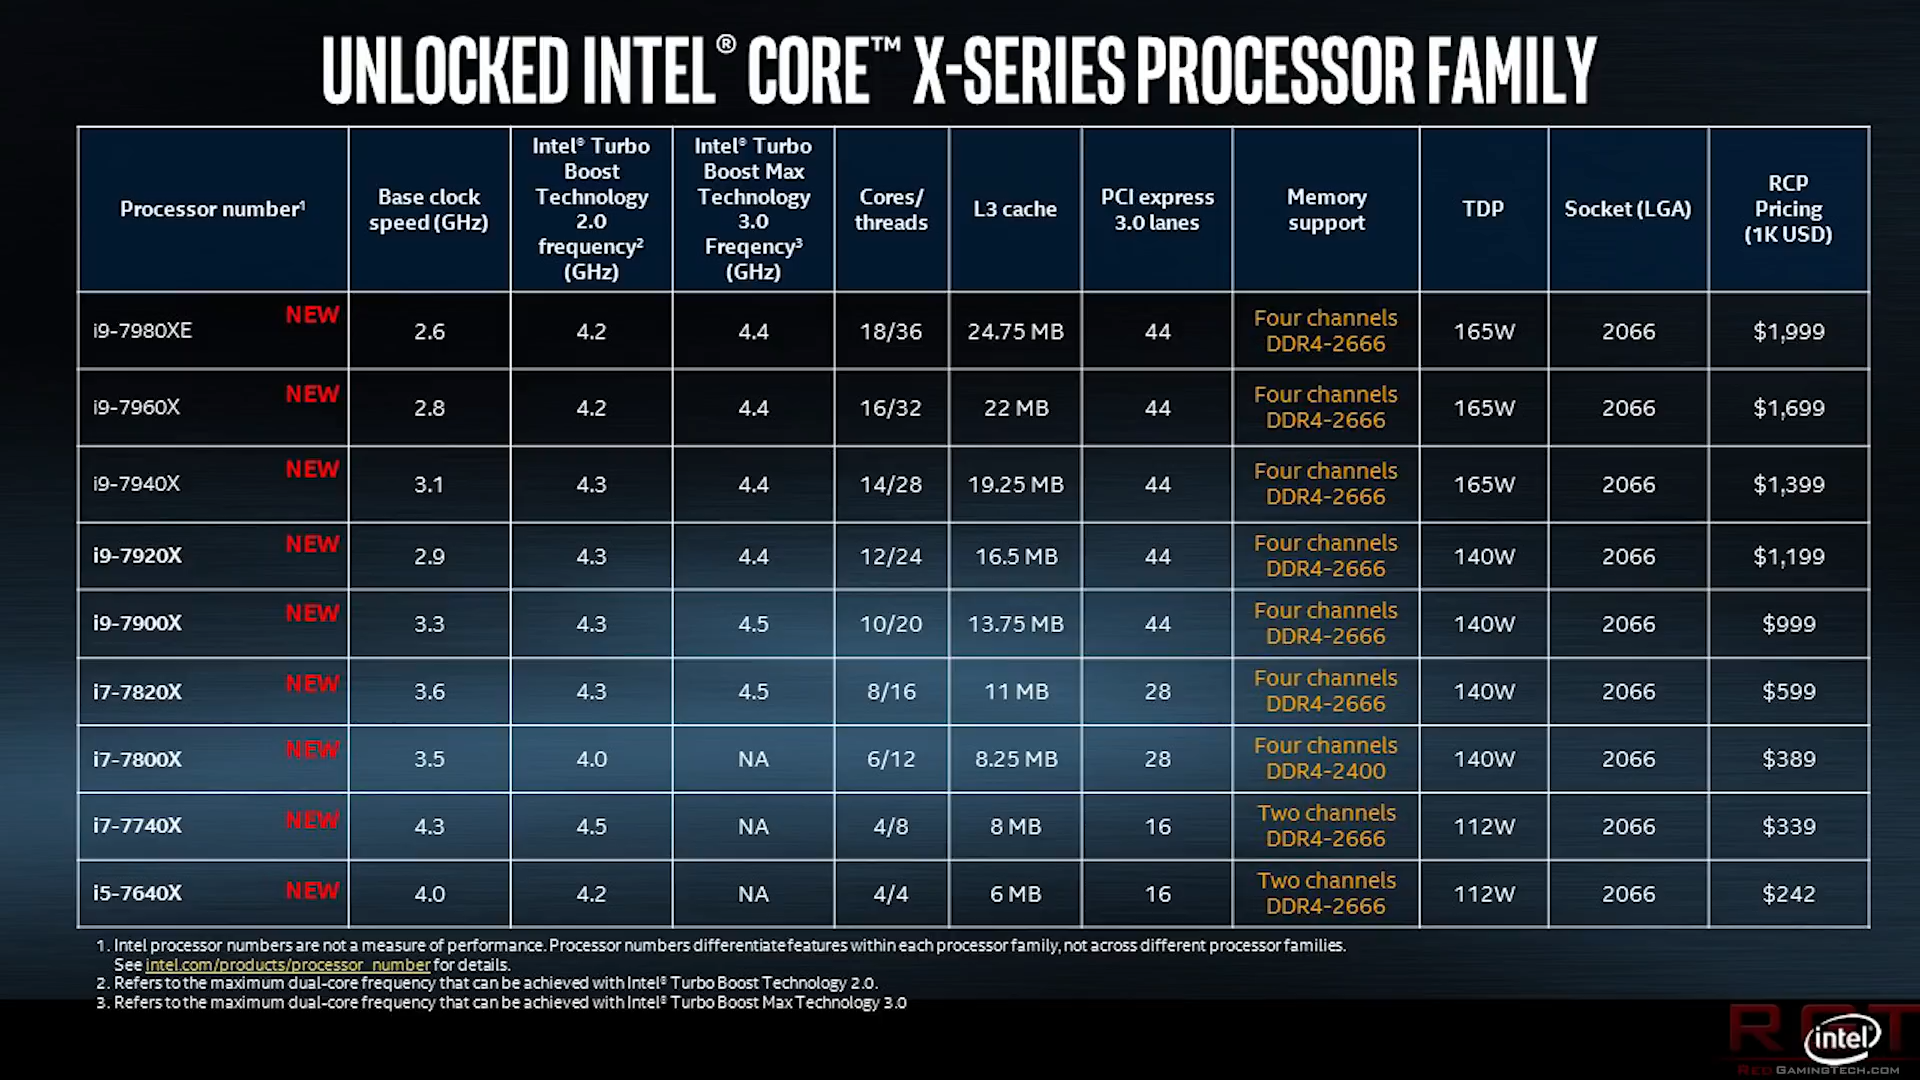 UNLOCKED INTEL® CORE™ X-SERIES PROCESSOR FAMILY
Processor number¹
Base clock
speed (GHz)
Intel® Turbo
Boost
Technology
2.0
frequency²
(GHz)
Intel® Turbo
Boost Max
Technology
3.0
Freqency³
(GHz)
Cores/
threads
L3 cache
PCI express
3.0 lanes
Memory
support
TDP
Socket (LGA)
RCP
Pricing
(1K USD)
i9-7980XE NEW 2.6 4.2 4.4 18/36 24.75 MB 44 Four channels
DDR4-2666 165W 2066 $1,999
i9-7960X NEW 2.8 4.2 4.4 16/32 22 MB 44 Four channels
DDR4-2666 165W 2066 $1,699
i9-7940X NEW 3.1 4.3 4.4 14/28 19.25 MB 44 Four channels
DDR4-2666 165W 2066 $1,399
i9-7920X NEW 2.9 4.3 4.4 12/24 16.5 MB 44 Four channels
DDR4-2666 140W 2066 $1,199
i9-7900X NEW 3.3 4.3 4.5 10/20 13.75 MB 44 Four channels
DDR4-2666 140W 2066 $999
i7-7820X NEW 3.6 4.3 4.5 8/16 11 MB 28 Four channels
DDR4-2666 140W 2066 $599
i7-7800X NEW 3.5 4.0 NA 6/12 8.25 MB 28 Four channels
DDR4-2400 140W 2066 $389
i7-7740X NEW 4.3 4.5 NA 4/8 8 MB 16 Two channels
DDR4-2666 112W 2066 $339
i5-7640X NEW 4.0 4.2 NA 4/4 6 MB 16 Two channels
DDR4-2666 112W 2066 $242
1. Intel processor numbers are not a measure of performance. Processor numbers differentiate features within each processor family, not across different processor families.
See intel.com/products/processor_number for details.
2. Refers to the maximum dual-core frequency that can be achieved with Intel® Turbo Boost Technology 2.0.
3. Refers to the maximum dual-core frequency that can be achieved with Intel® Turbo Boost Max Technology 3.0
RGT
intel®
REDGAMINGTECH.COM